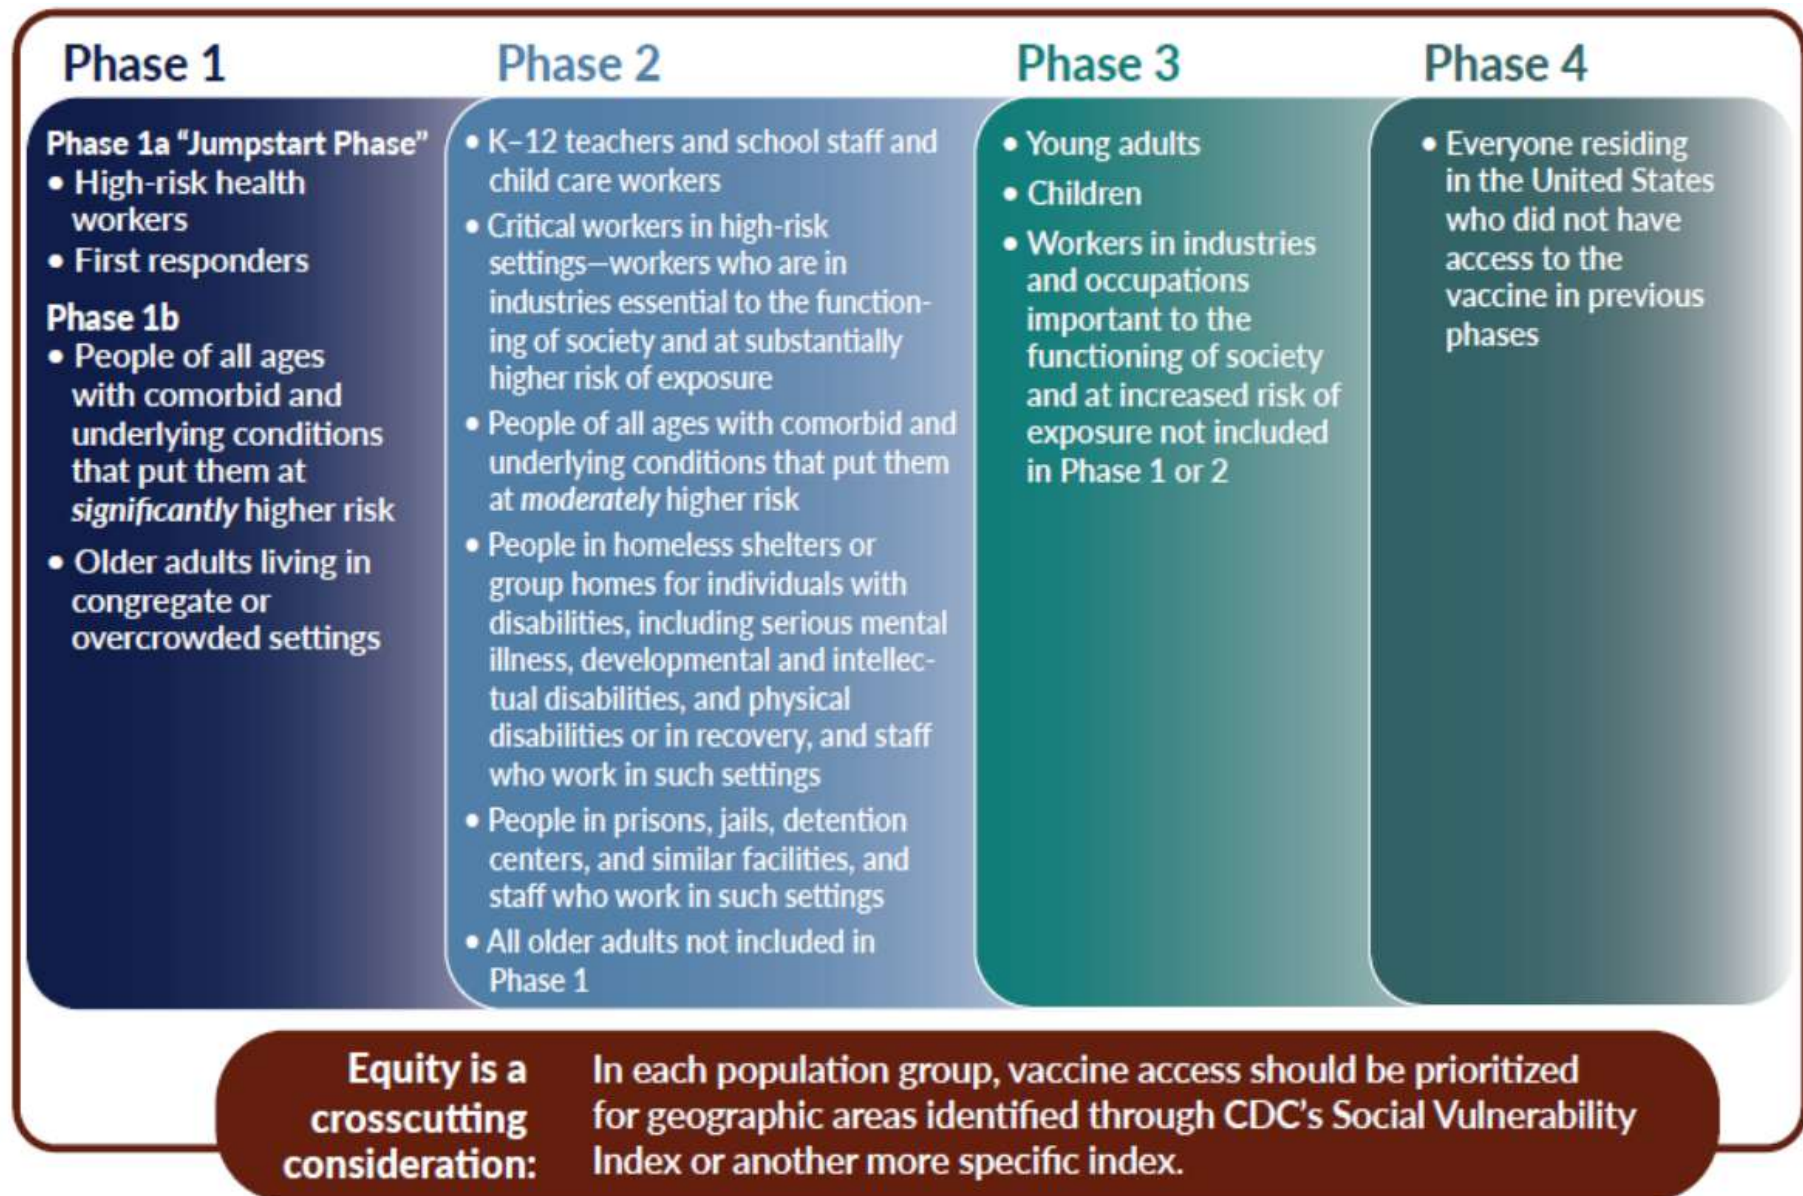 Phase 1
Phase 1a “Jumpstart Phase”
• High-risk health
workers
• First responders
Phase 1b
• People of all ages
with comorbid and
underlying conditions
that put them at
significantly higher risk
• Older adults living in
congregate or
overcrowded settings
Phase 2
• K–12 teachers and school staff and
child care workers
• Critical workers in high-risk
settings—workers who are in
industries essential to the function-
ing of society and at substantially
higher risk of exposure
• People of all ages with comorbid and
underlying conditions that put them
at moderately higher risk
• People in homeless shelters or
group homes for individuals with
disabilities, including serious mental
illness, developmental and intellec-
tual disabilities, and physical
disabilities or in recovery, and staff
who work in such settings
• People in prisons, jails, detention
centers, and similar facilities, and
staff who work in such settings
• All older adults not included in
Phase 1
Phase 3
• Young adults
• Children
• Workers in industries
and occupations
important to the
functioning of society
and at increased risk of
exposure not included
in Phase 1 or 2
Phase 4
• Everyone residing
in the United States
who did not have
access to the
vaccine in previous
phases
Equity is a
crosscutting
consideration:
In each population group, vaccine access should be prioritized
for geographic areas identified through CDC’s Social Vulnerability
Index or another more specific index.